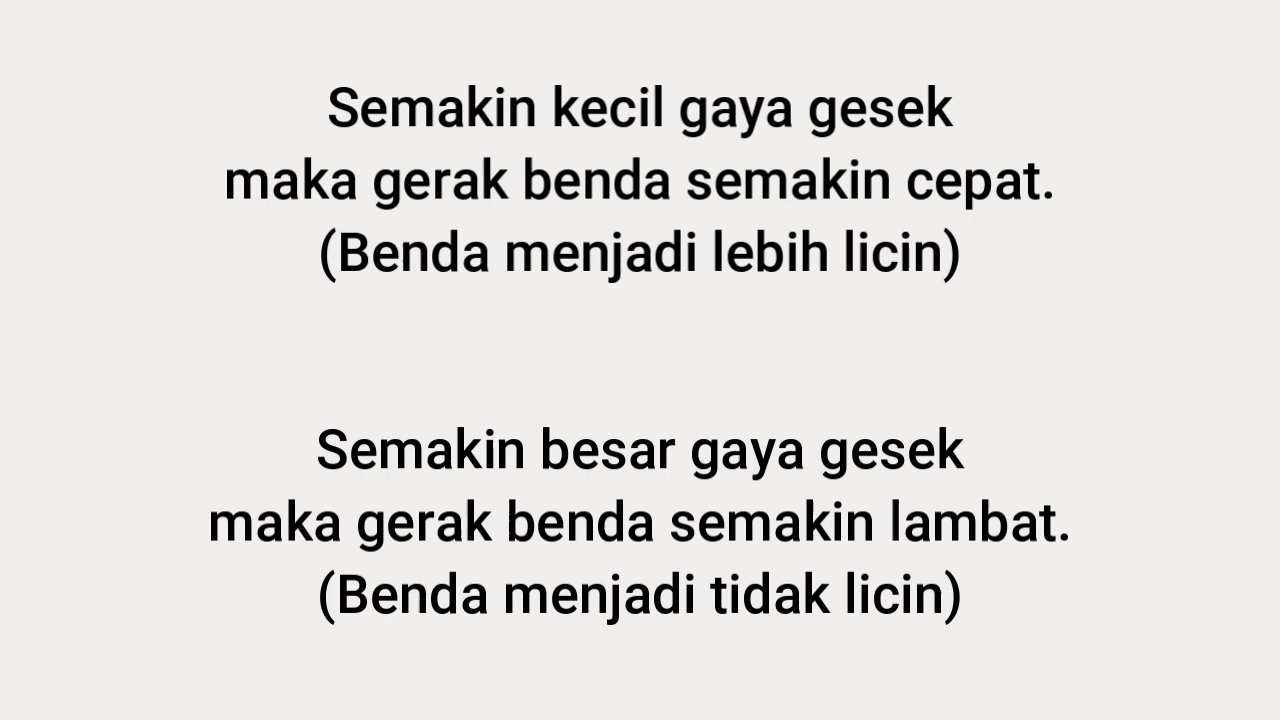 Semakin kecil gaya gesek
maka gerak benda semakin cepat.
(Benda menjadi lebih licin)
Semakin besar gaya gesek
maka gerak benda semakin lambat.
(Benda menjadi tidak licin)